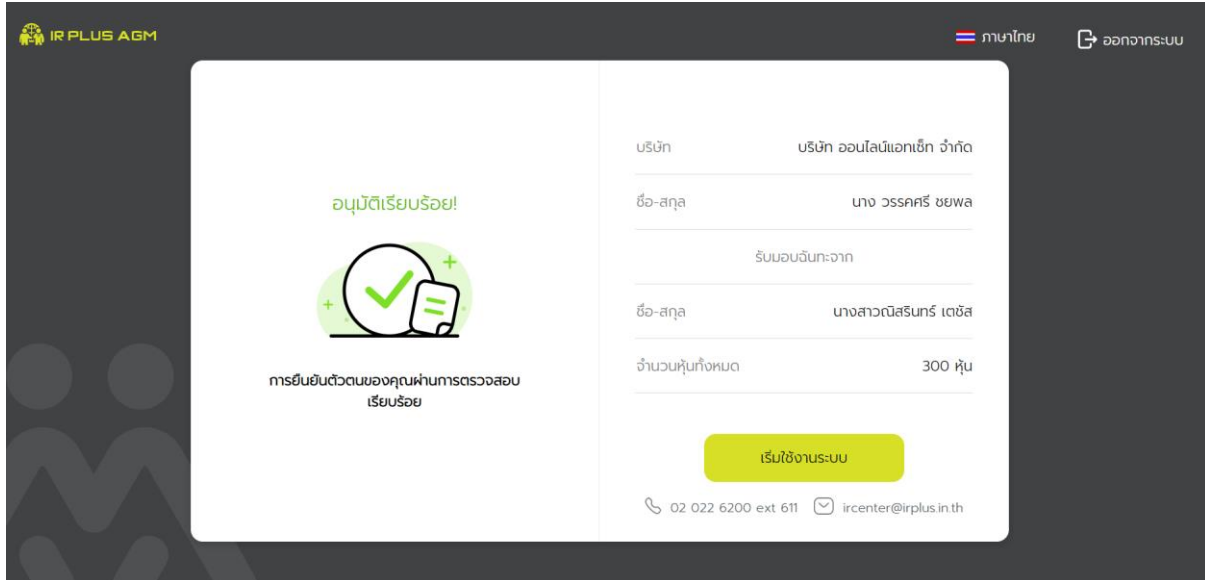 IR PLUS AGM
ภาษาไทย
ออกจากระบบ
อนุมัติเรียบร้อย!
การยืนยันตัวตนของคุณผ่านการตรวจสอบ
เรียบร้อย
บริษัท บริษัท ออนไลน์แอทเซ็ท จำกัด
ชื่อ-สกุล นาง วรรคศรี ชยพล
รับมอบฉันทะจาก
ชื่อ-สกุล นางสาวณิสรินทร์ เตชัส
จำนวนหุ้นทั้งหมด 300 หุ้น
เริ่มใช้งานระบบ
02 022 6200 ext 611 ircenter@irplus.in.th